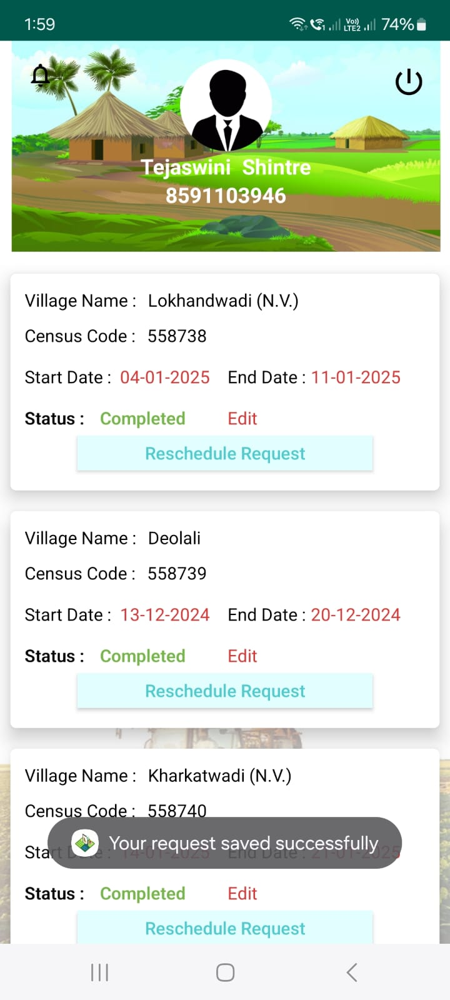 1:59
Vo))
LTE2
74%
Tejaswini Shintre
8591103946
Village Name : Lokhandwadi (N.V.)
Census Code : 558738
Start Date : 04-01-2025 End Date : 11-01-2025
Status : Completed Edit
Reschedule Request
Village Name : Deolali
Census Code : 558739
Start Date : 13-12-2024 End Date : 20-12-2024
Status : Completed Edit
Reschedule Request
Village Name : Kharkatwadi (N.V.)
Census Code : 558740
Your request saved successfully
Start Date : 14-01-2025 End Date : 21-01-2025
Status : Completed Edit
Reschedule Request